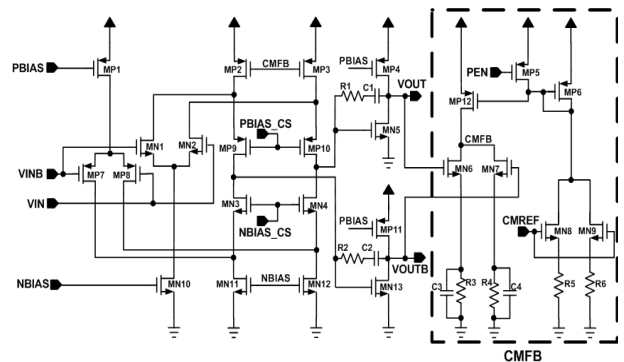 PBIAS
MP1
MP2
CMFB
MP3
PBIAS
MP4
VOUT
R1
C1
MN5
PEN
MP5
MP6
MP12
PBIAS_CS
MN1
MN2
MP9
MP10
CMFB
MN6
MN7
VINB
MP7
MP8
VIN
MN3
MN4
NBIAS_CS
PBIAS
MP11
R2
C2
VOUTB
CMREF
MN8
MN9
NBIAS
MN10
MN11
NBIAS
MN12
MN13
C3
R3
R4
C4
R5
R6
CMFB